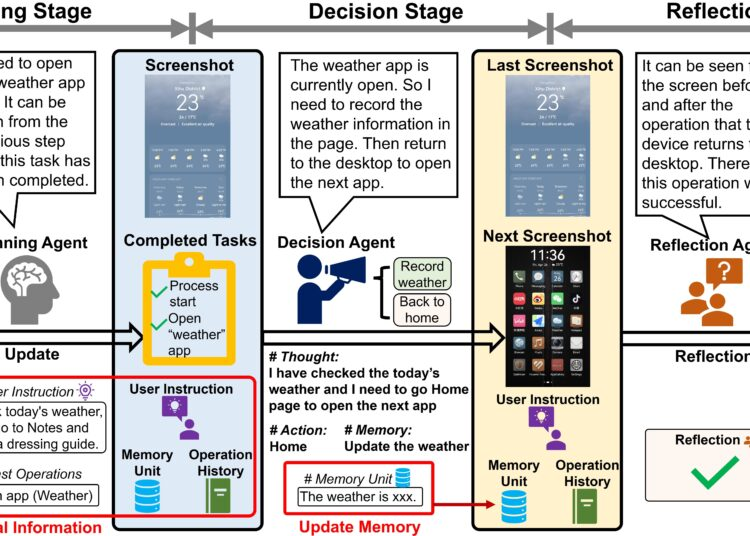 ng Stage
Decision Stage
Reflectio
ed to open
weather app
. It can be
n from the
ious step
this task has
n completed.
nning Agent
Update
er Instruction
k today's weather,
o to Notes and
a dressing guide.
st Operations
n app (Weather)
al Information
Screenshot
23
Completed Tasks
Process
start
Open
“weather”
app
User Instruction
Memory
Unit
Operation
History
The weather app is
currently open. So I
need to record the
weather information in
the page. Then return
to the desktop to open
the next app.
Decision Agent
Record
weather
Back to
home
# Thought:
I have checked the today’s
weather and I need to go Home
page to open the next app
# Action:
Home
# Memory:
Update the weather
# Memory Unit
The weather is xxx.
Update Memory
Last Screenshot
23
Next Screenshot
11:36
User Instruction
Memory
Unit
Operation
History
It can be seen f
the screen befo
and after the
operation that t
device returns t
desktop. There
this operation w
successful.
Reflection Ag
Reflection
Reflection